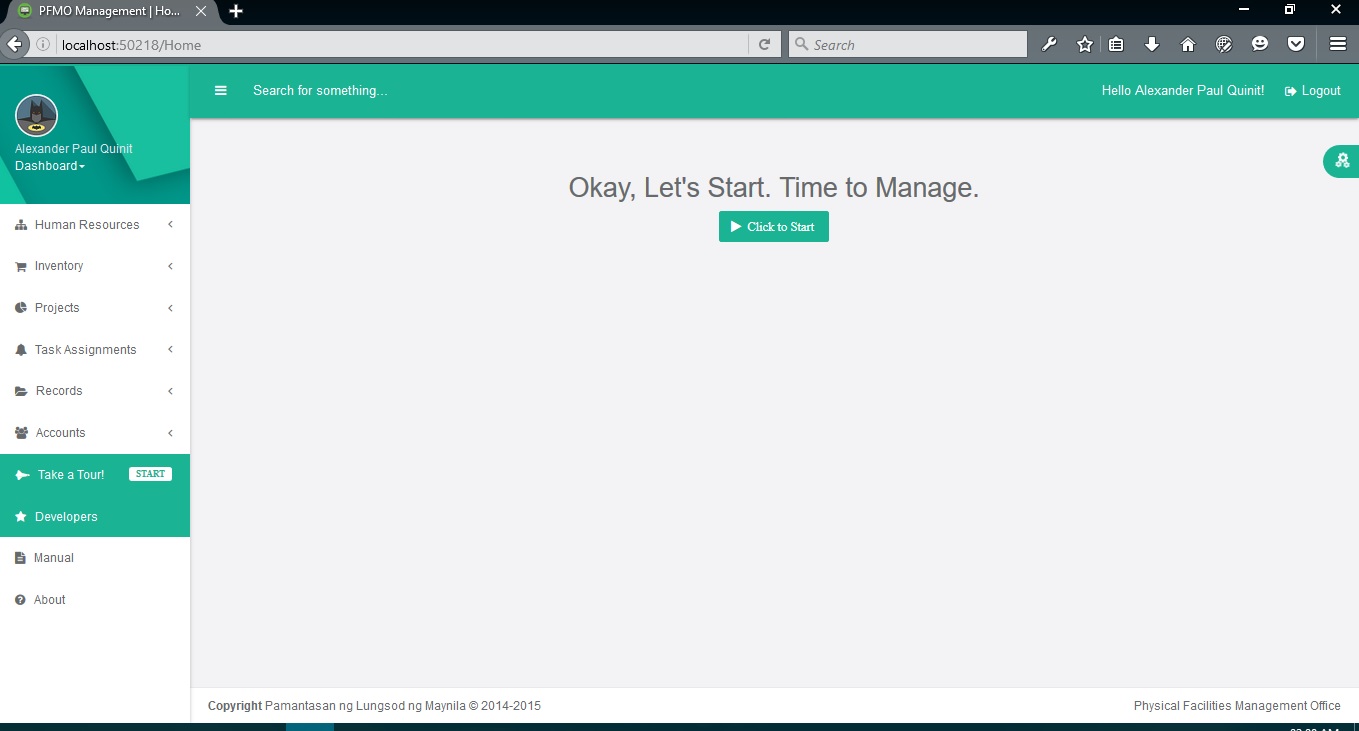 PFMO Management | Ho...
localhost:50218/Home
Search
Search for something...
Hello Alexander Paul Quinit!
Logout
Alexander Paul Quinit
Dashboard
Human Resources
Inventory
Projects
Task Assignments
Records
Accounts
Take a Tour! START
Developers
Manual
About
Okay, Let's Start. Time to Manage.
Click to Start
Copyright Pamantasan ng Lungsod ng Maynila © 2014-2015
Physical Facilities Management Office